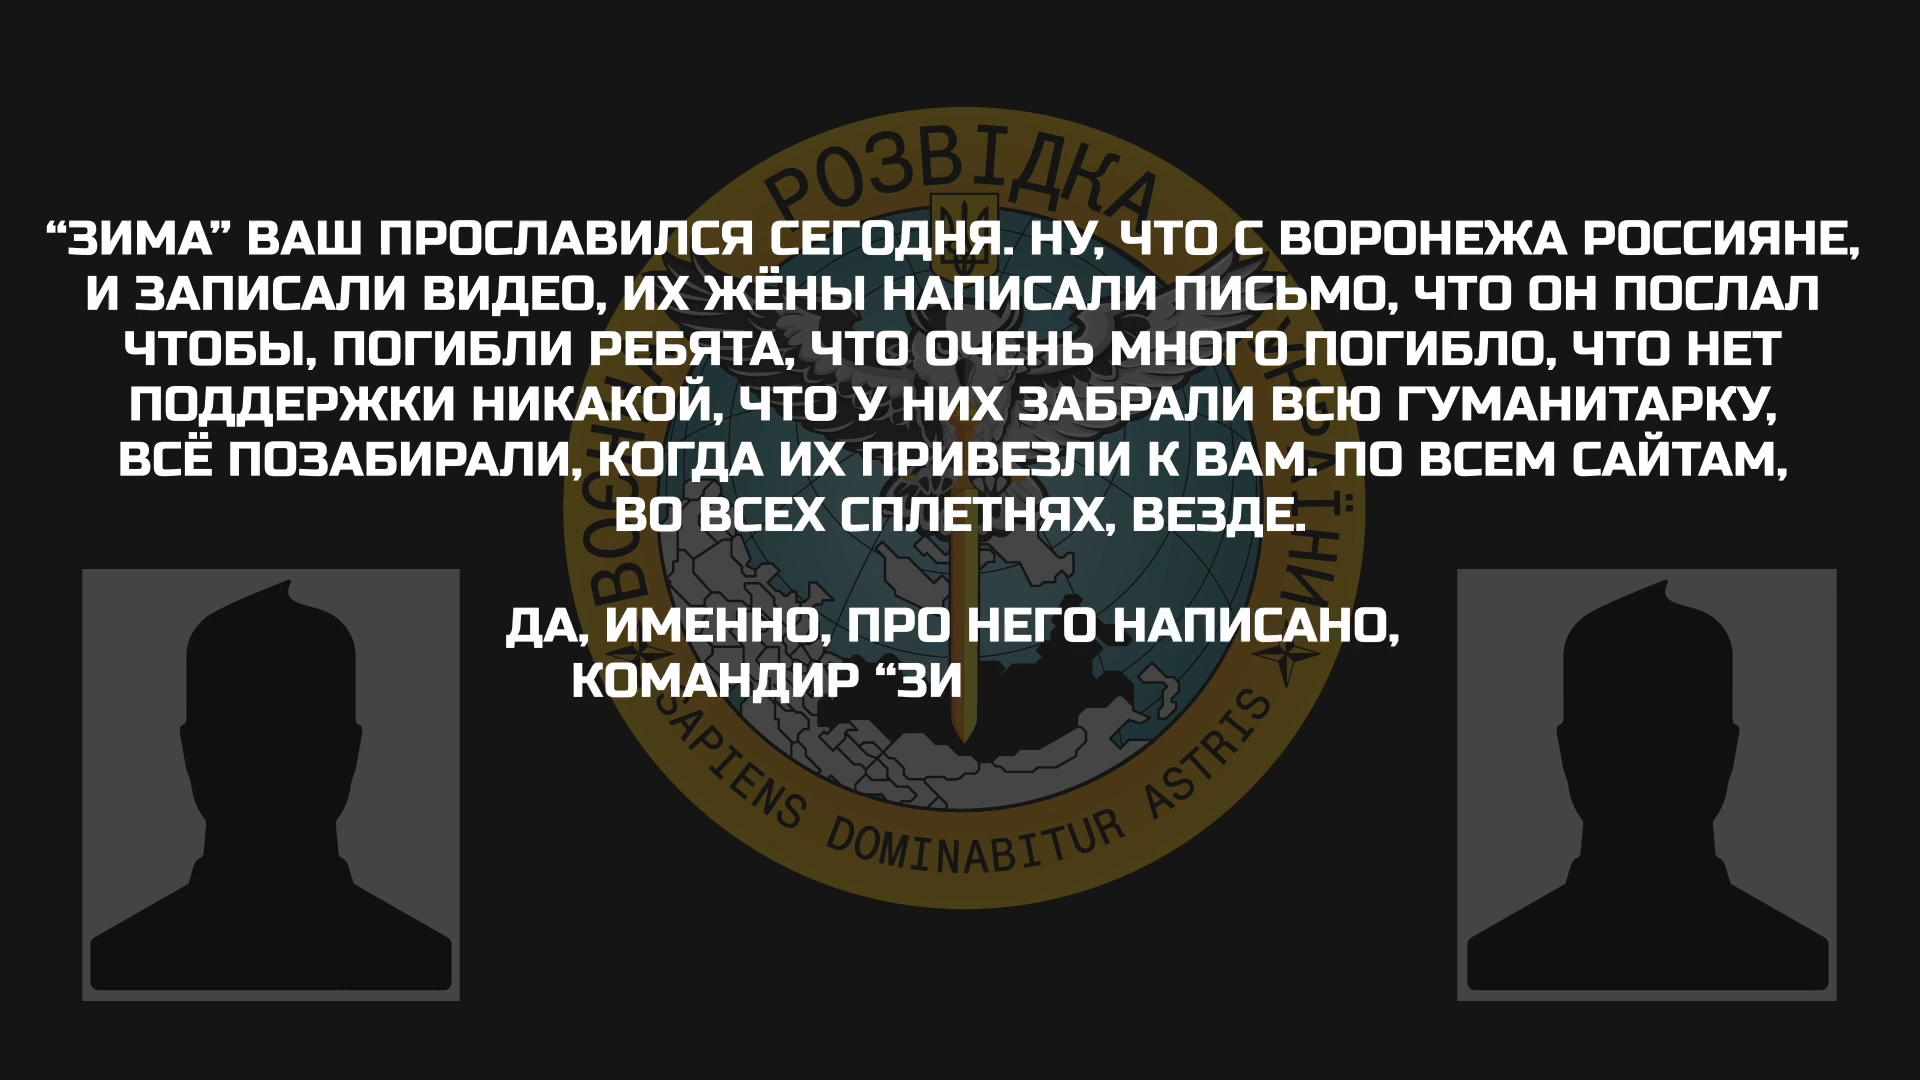 РОЗВІДКА
“ЗИМА” ВАШ ПРОСЛАВИЛСЯ СЕГОДНЯ. НУ, ЧТО С ВОРОНЕЖА РОССИЯНЕ,
И ЗАПИСАЛИ ВИДЕО, ИХ ЖЁНЫ НАПИСАЛИ ПИСЬМО, ЧТО ОН ПОСЛАЛ
ЧТОБЫ, ПОГИБЛИ РЕБЯТА, ЧТО ОЧЕНЬ МНОГО ПОГИБЛО, ЧТО НЕТ
ПОДДЕРЖКИ НИКАКОЙ, ЧТО У НИХ ЗАБРАЛИ ВСЮ ГУМАНИТАРКУ,
ВСЁ ПОЗАБИРАЛИ, КОГДА ИХ ПРИВЕЗЛИ К ВАМ. ПО ВСЕМ САЙТАМ,
ВО ВСЕХ СПЛЕТНЯХ, ВЕЗДЕ.
ДА, ИМЕННО, ПРО НЕГО НАПИСАНО,
КОМАНДИР “ЗИ
SAPIENS DOMINABITUR ASTRIS